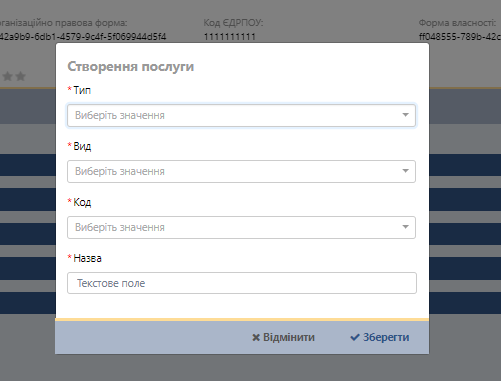 рганізаційно правова форма:
Код ЄДРПОУ:
Форма власності:
42a9b9-6db1-4579-9c4f-5f069944d5f4
1111111111
ff048555-789b-42c
Створення послуги
* Тип
Виберіть значення
* Вид
Виберіть значення
* Код
Виберіть значення
* Назва
Текстове поле
Відмінити
Зберегти